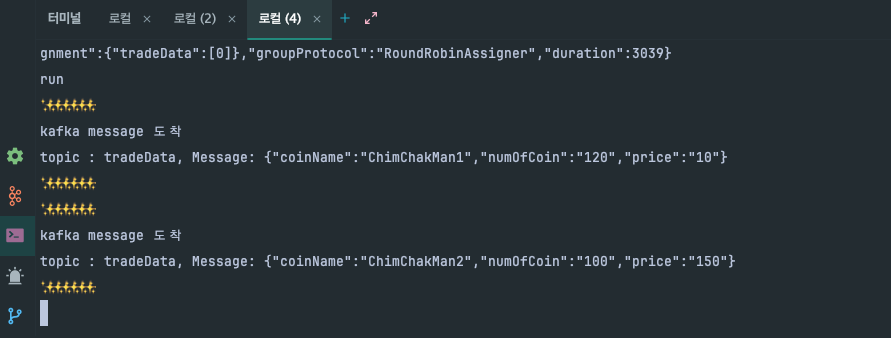 터미널 로컬 × 로컬 (2) × 로컬 (4) × +
gnment":{"tradeData":[0]},"groupProtocol":"RoundRobinAssigner","duration":3039}
run
✨✨✨✨✨✨
kafka message 도착
topic : tradeData, Message: {"coinName":"ChimChakMan1","numOfCoin":"120","price":"10"}
✨✨✨✨✨✨
✨✨✨✨✨✨
kafka message 도착
topic : tradeData, Message: {"coinName":"ChimChakMan2","numOfCoin":"100","price":"150"}
✨✨✨✨✨✨